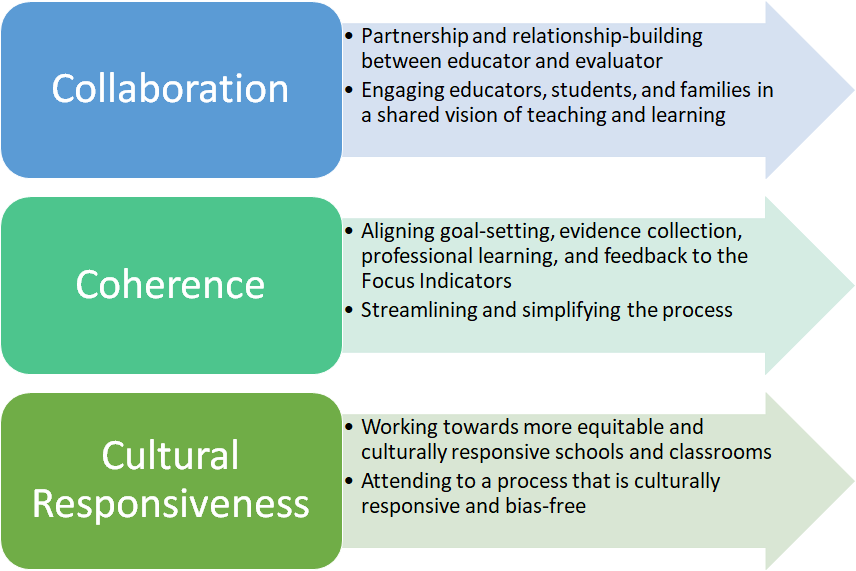 Collaboration
• Partnership and relationship-building
between educator and evaluator
• Engaging educators, students, and families in
a shared vision of teaching and learning
Coherence
• Aligning goal-setting, evidence collection,
professional learning, and feedback to the
Focus Indicators
• Streamlining and simplifying the process
Cultural
Responsiveness
• Working towards more equitable and
culturally responsive schools and classrooms
• Attending to a process that is culturally
responsive and bias-free